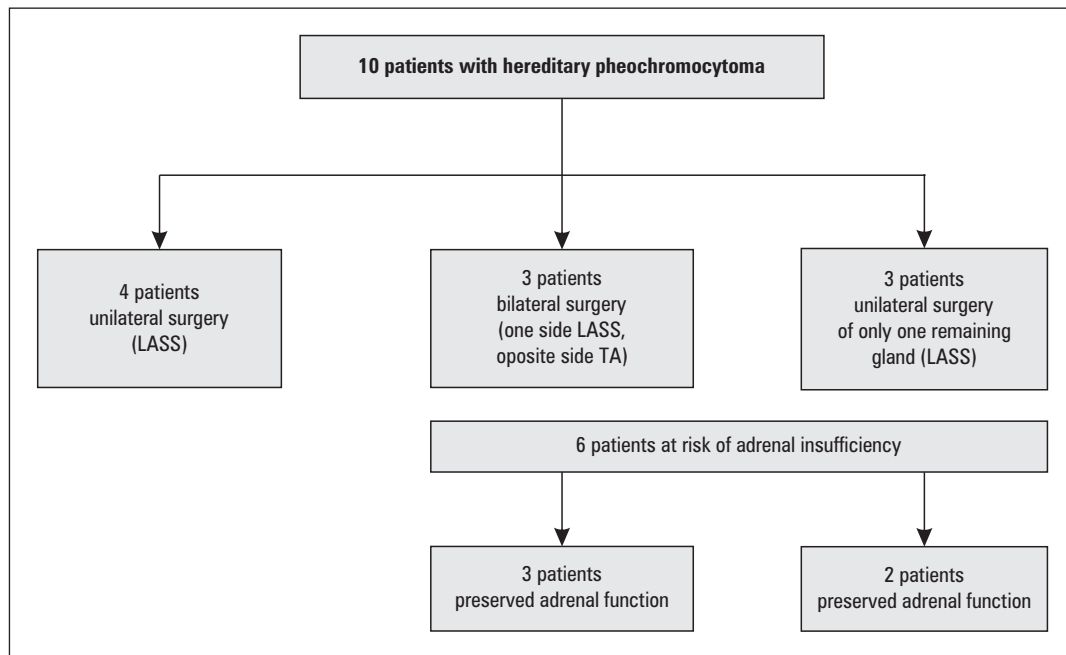 10 patients with hereditary pheochromocytoma
4 patients
unilateral surgery
(LASS)
3 patients
bilateral surgery
(one side LASS,
oposite side TA)
3 patients
unilateral surgery
of only one remaining
gland (LASS)
6 patients at risk of adrenal insufficiency
3 patients
preserved adrenal function
2 patients
preserved adrenal function